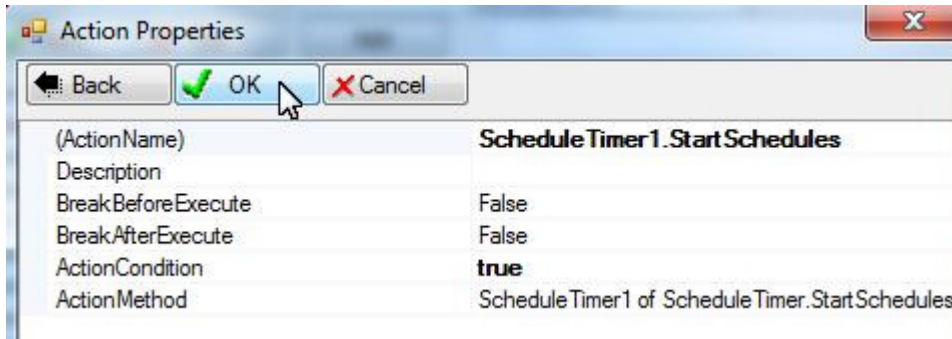 Action Properties
Back OK Cancel
(ActionName) ScheduleTimer1.StartSchedules
Description
BreakBeforeExecute False
BreakAfterExecute False
ActionCondition true
ActionMethod ScheduleTimer1 of ScheduleTimer.StartSchedules